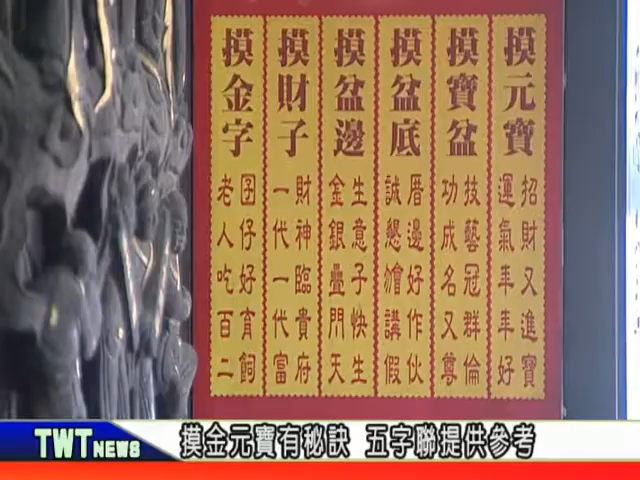 摸元寶
招財又進寶
運氣年年好
摸寶盆
技藝冠群倫
功成名又尊
摸盆底
厝邊好作伙
誠懇獪講假
摸盆邊
生意子快生
金銀疊門天
摸財子
財神臨貴府
一代一代富
摸金字
囝仔好育飼
老人吃百二
TWT NEWS
摸金元寶有秘訣 五字聯提供參考